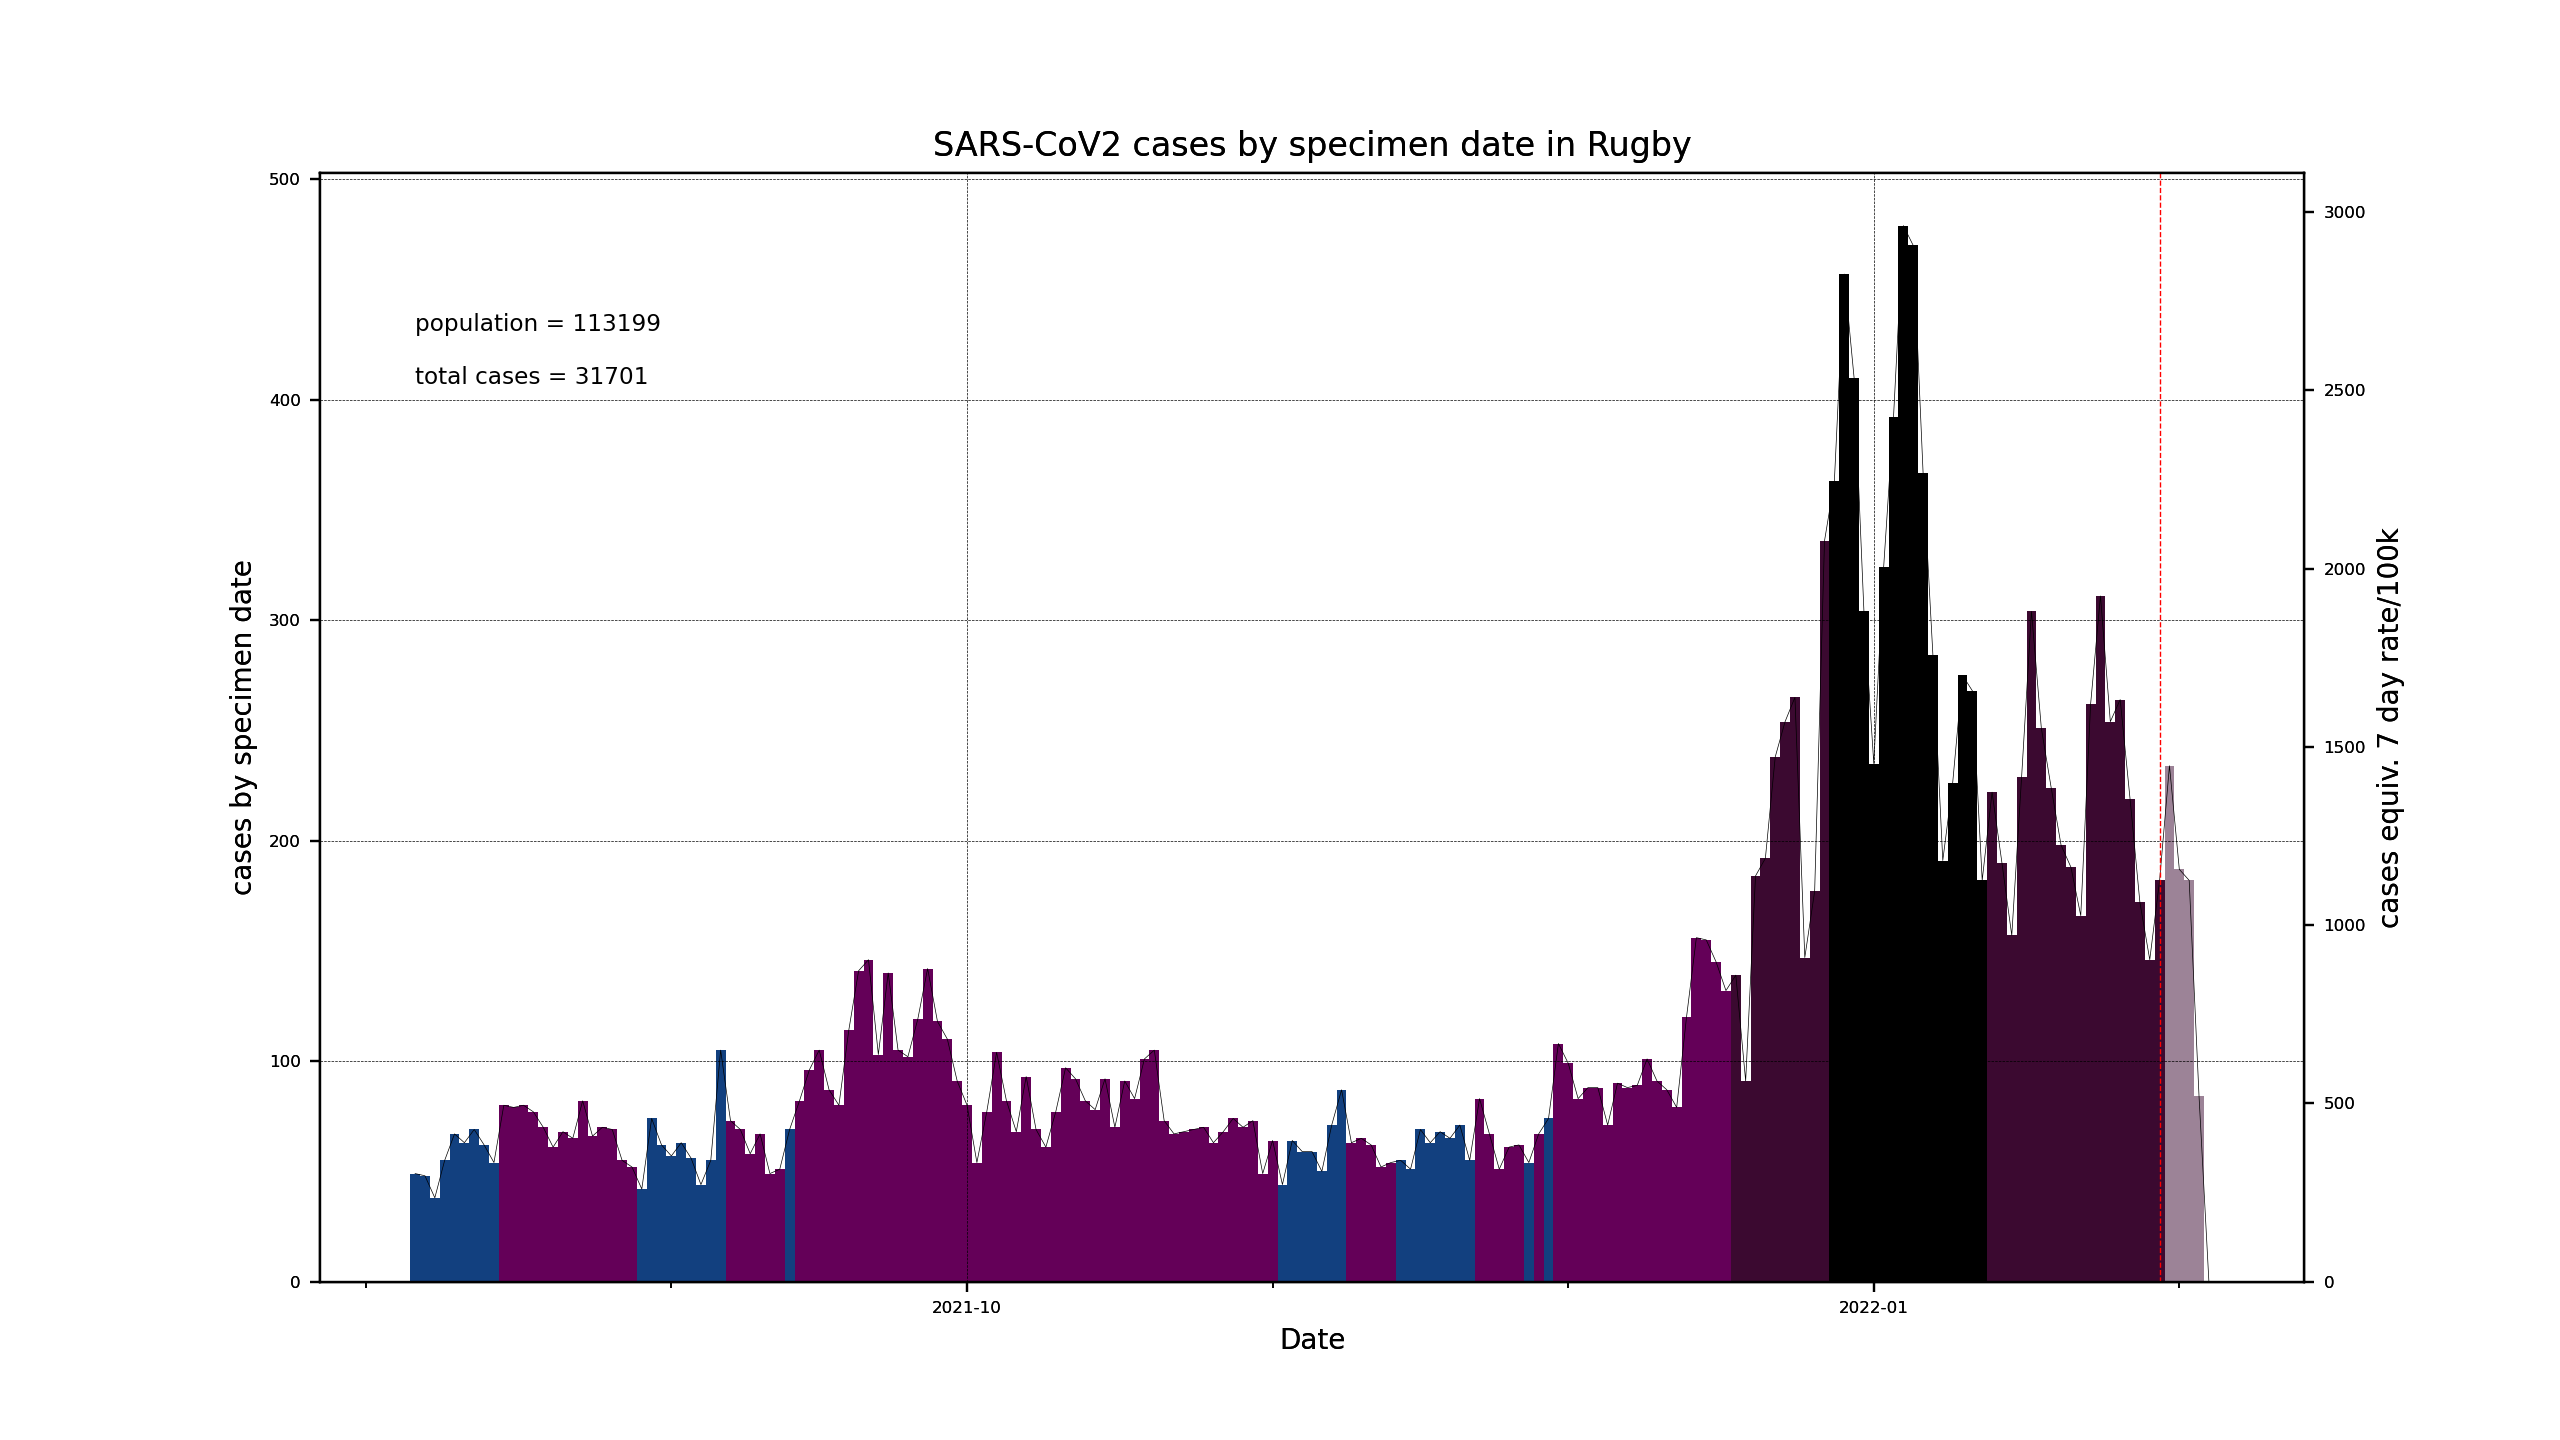 SARS-CoV2 cases by specimen date in Rugby
population = 113199
total cases = 31701
cases by specimen date
500
400
300
200
100
0
3000
2500
2000
1500
1000
500
0
cases equiv. 7 day rate/100k
2021-10
2022-01
Date